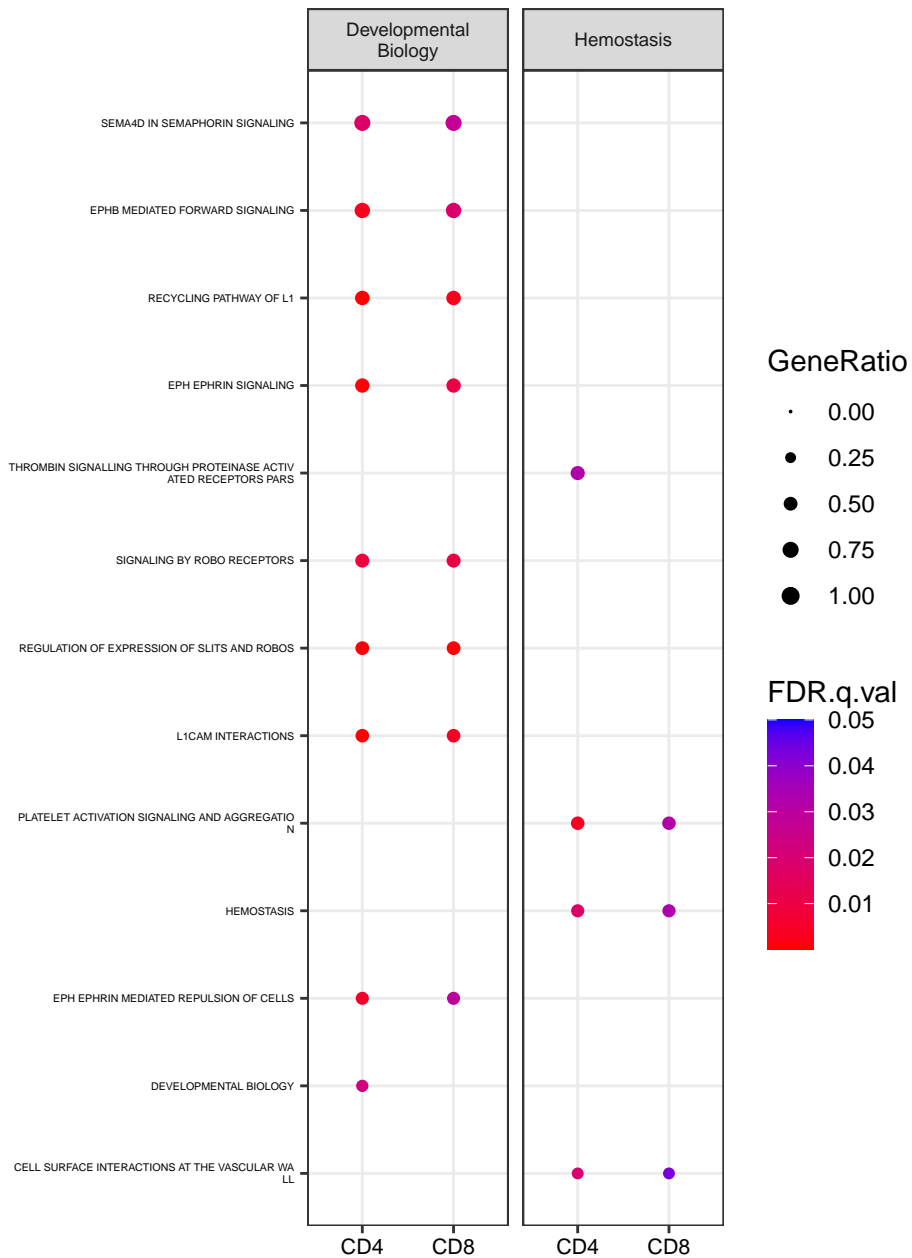 Developmental
Biology
Hemostasis
SEMA4D IN SEMAPHORIN SIGNALING
EPHB MEDIATED FORWARD SIGNALING
RECYCLING PATHWAY OF L1
EPH EPHRIN SIGNALING
THROMBIN SIGNALLING THROUGH PROTEINASE ACTIV
ATED RECEPTORS PARS
SIGNALING BY ROBO RECEPTORS
REGULATION OF EXPRESSION OF SLITS AND ROBOS
L1CAM INTERACTIONS
PLATELET ACTIVATION SIGNALING AND AGGREGATIO
N
HEMOSTASIS
EPH EPHRIN MEDIATED REPULSION OF CELLS
DEVELOPMENTAL BIOLOGY
CELL SURFACE INTERACTIONS AT THE VASCULAR WA
LL
CD4
CD8
CD4
CD8
GeneRatio
0.00
0.25
0.50
0.75
1.00
FDR.q.val
0.05
0.04
0.03
0.02
0.01